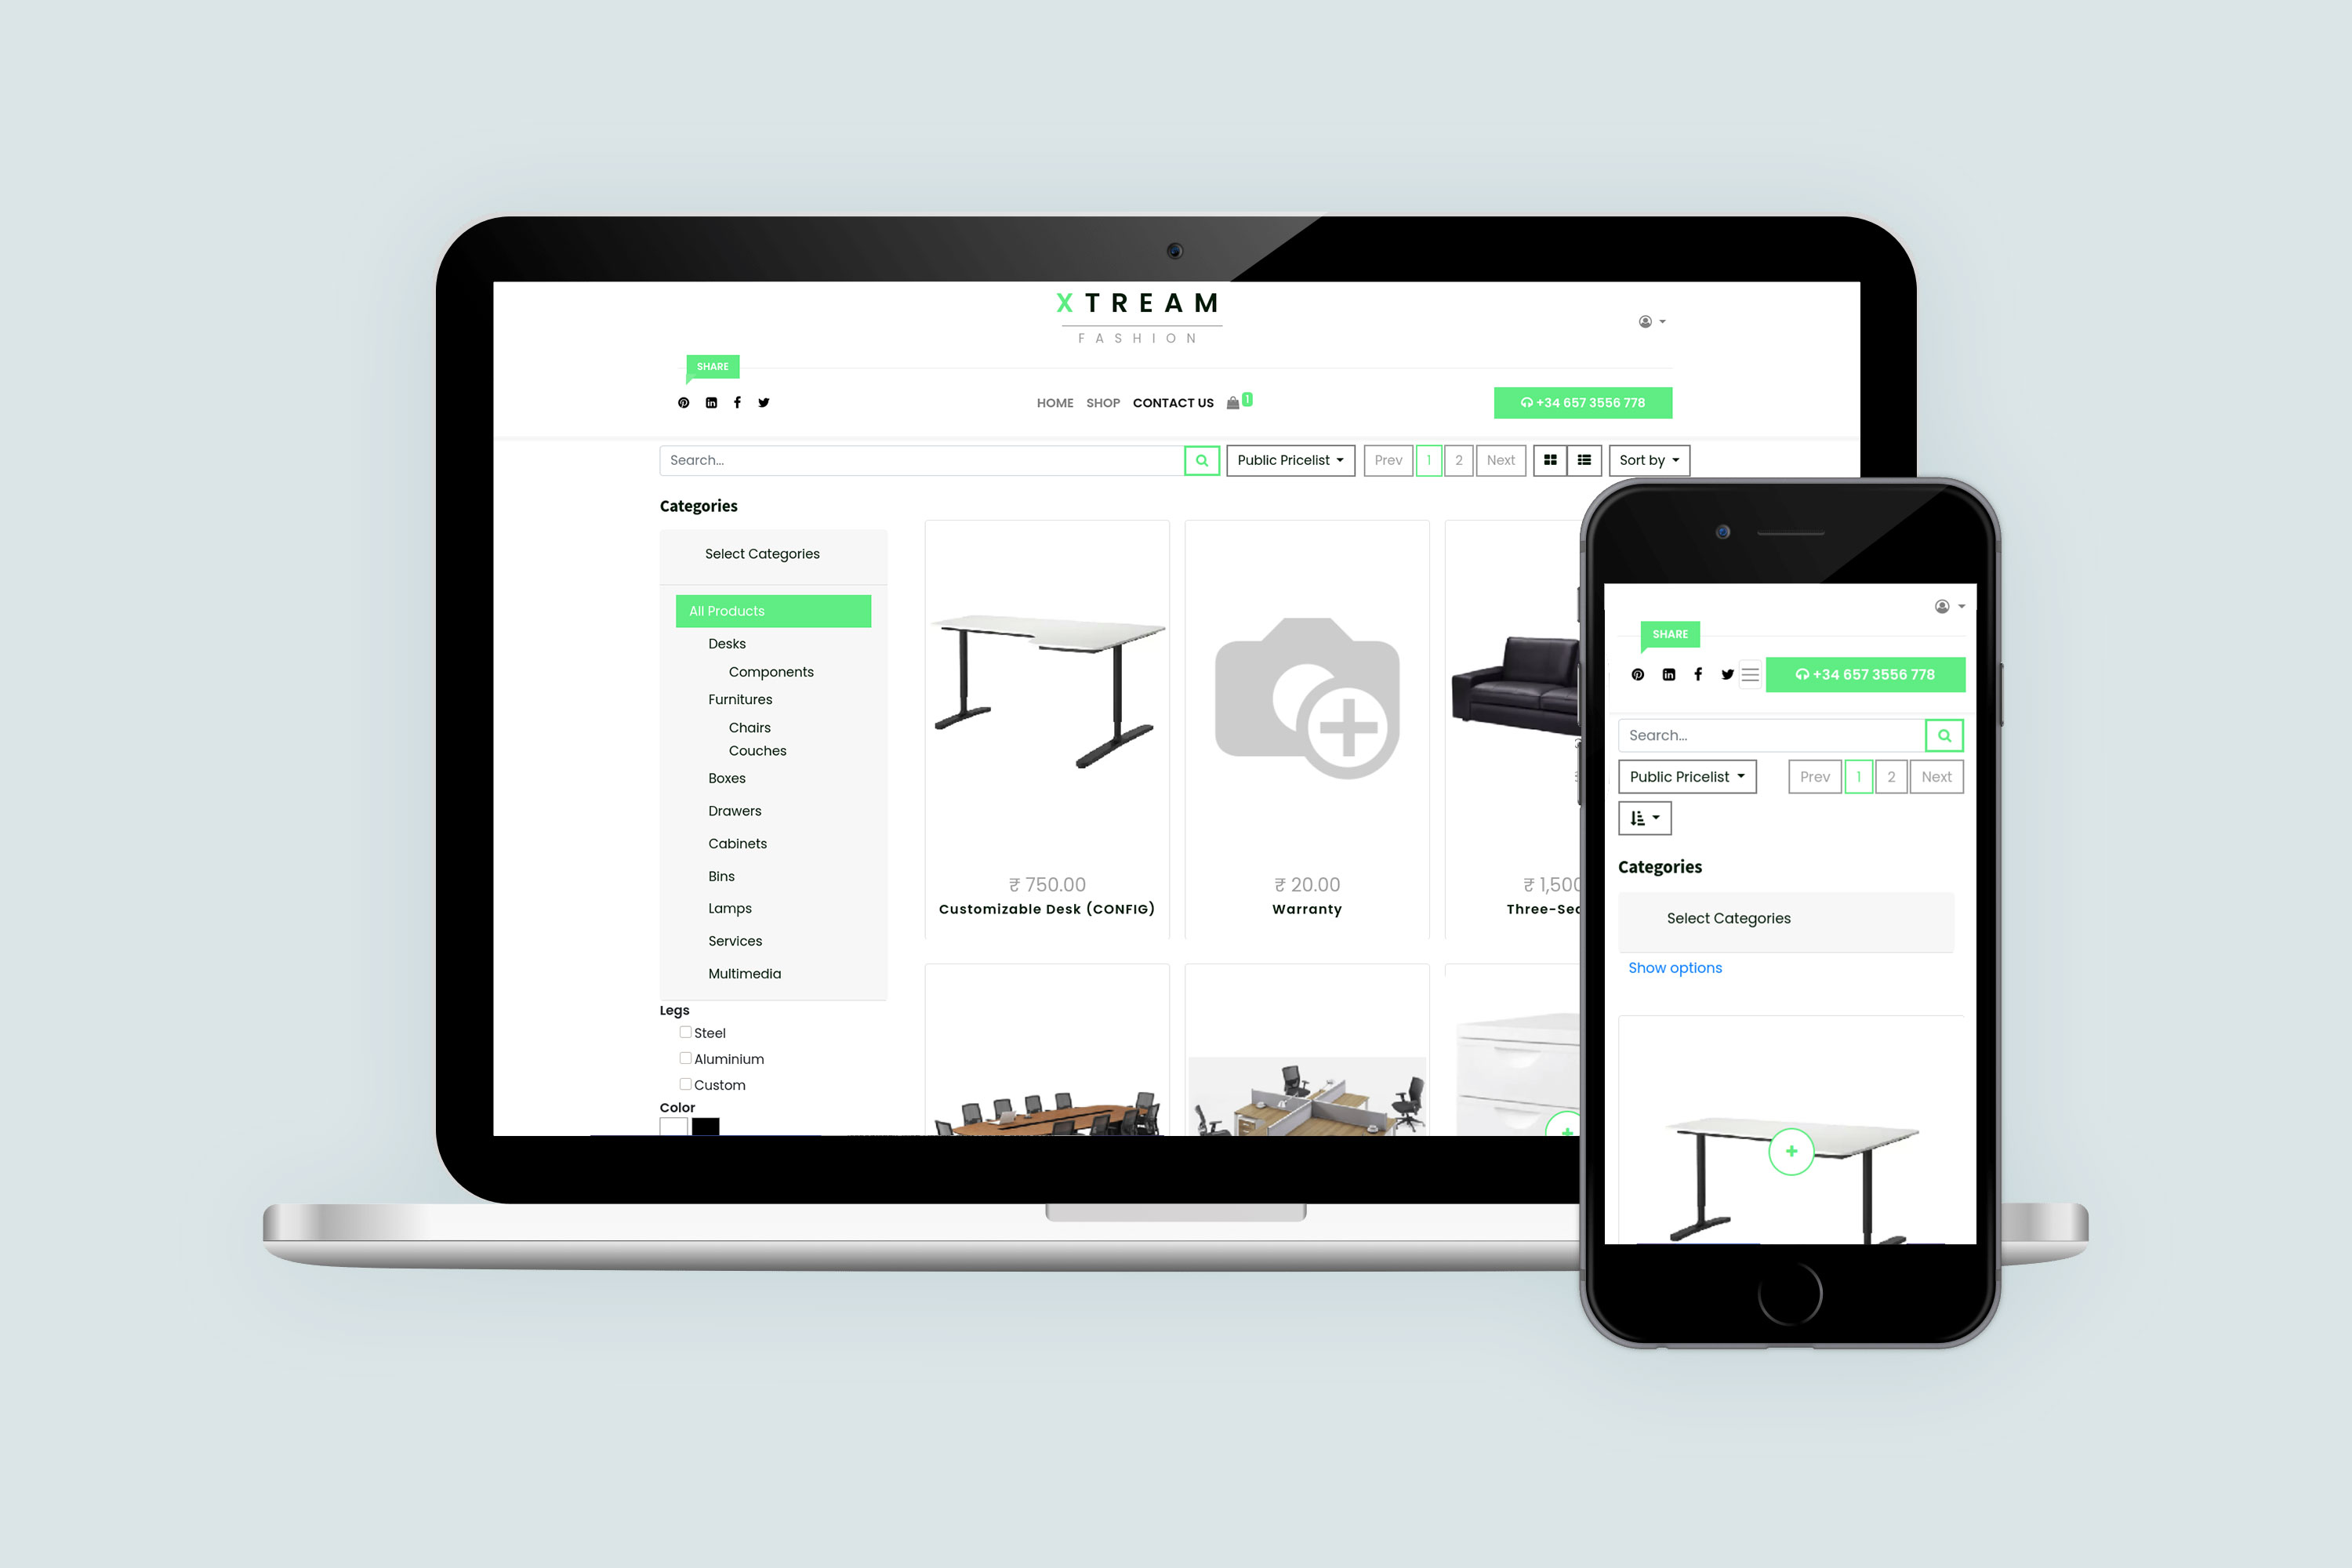 XTREAM
FASHION
SHARE
HOME SHOP CONTACT US 1
+34 657 3556 778
Search...
Public Pricelist
Prev 1 2 Next
Sort by
Categories
Select Categories
All Products
Desks
Components
Furnitures
Chairs
Couches
Boxes
Drawers
Cabinets
Bins
Lamps
Services
Multimedia
Legs
Steel
Aluminium
Custom
Color
₹ 750.00
Customizable Desk (CONFIG)
₹ 20.00
Warranty
₹ 1,500
SHARE
+34 657 3556 778
Search...
Public Pricelist
Prev 1 2 Next
Categories
Select Categories
Show options